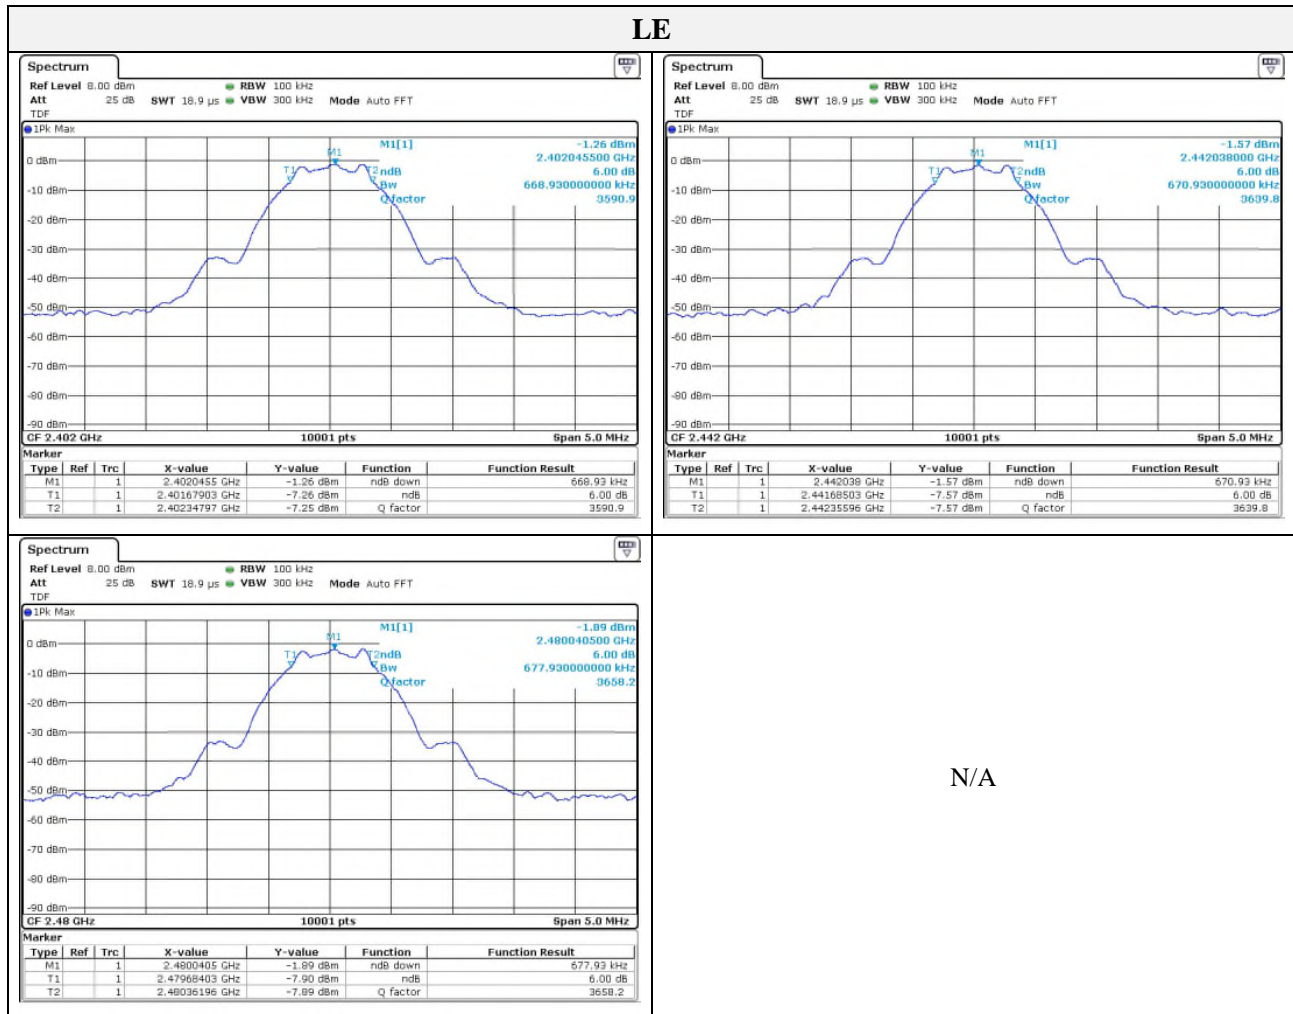 LE
Spectrum
Ref Level 8.00 dBm RBW 100 kHz
Att 25 dB SWT 18.9 µs VBW 300 kHz Mode Auto FFT
TDF
1Pk Max
M1[1] -1.26 dBm
2.402045500 GHz
M1
0 dBm
T1 T2 ndB 6.00 dB
-10 dBm Bw 668.930000000 kHz
Q factor 3590.9
-20 dBm
-30 dBm
-40 dBm
-50 dBm
-60 dBm
-70 dBm
-80 dBm
-90 dBm
CF 2.402 GHz 10001 pts Span 5.0 MHz
Marker
Type Ref Trc X-value Y-value Function Function Result
M1 1 2.4020455 GHz -1.26 dBm ndB down 668.93 kHz
T1 1 2.40167903 GHz -7.26 dBm ndB 6.00 dB
T2 1 2.40234797 GHz -7.25 dBm Q factor 3590.9
Spectrum
Ref Level 8.00 dBm RBW 100 kHz
Att 25 dB SWT 18.9 µs VBW 300 kHz Mode Auto FFT
TDF
1Pk Max
M1[1] -1.57 dBm
2.442038000 GHz
M1
0 dBm
T1 T2 ndB 6.00 dB
-10 dBm Bw 670.930000000 kHz
Q factor 3639.8
-20 dBm
-30 dBm
-40 dBm
-50 dBm
-60 dBm
-70 dBm
-80 dBm
-90 dBm
CF 2.442 GHz 10001 pts Span 5.0 MHz
Marker
Type Ref Trc X-value Y-value Function Function Result
M1 1 2.442038 GHz -1.57 dBm ndB down 670.93 kHz
T1 1 2.44168503 GHz -7.57 dBm ndB 6.00 dB
T2 1 2.44235596 GHz -7.57 dBm Q factor 3639.8
Spectrum
Ref Level 8.00 dBm RBW 100 kHz
Att 25 dB SWT 18.9 µs VBW 300 kHz Mode Auto FFT
TDF
1Pk Max
M1[1] -1.89 dBm
2.480040500 GHz
M1
0 dBm
T1 T2 ndB 6.00 dB
-10 dBm Bw 677.930000000 kHz
Q factor 3658.2
-20 dBm
-30 dBm
-40 dBm
-50 dBm
-60 dBm
-70 dBm
-80 dBm
-90 dBm
CF 2.48 GHz 10001 pts Span 5.0 MHz
Marker
Type Ref Trc X-value Y-value Function Function Result
M1 1 2.4800405 GHz -1.89 dBm ndB down 677.93 kHz
T1 1 2.47968403 GHz -7.90 dBm ndB 6.00 dB
T2 1 2.48036196 GHz -7.89 dBm Q factor 3658.2
N/A